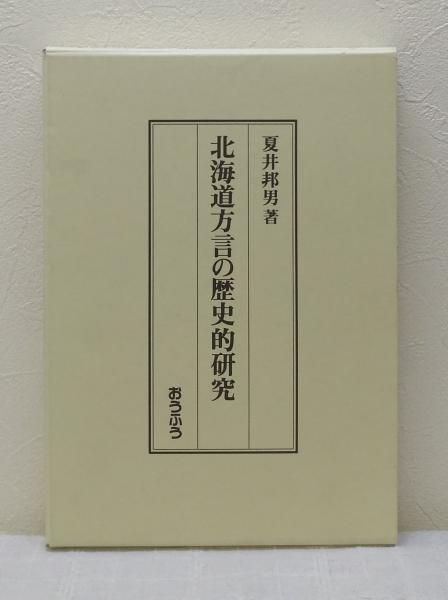 夏井邦男 著
北海道方言の歴史的研究
おうふう